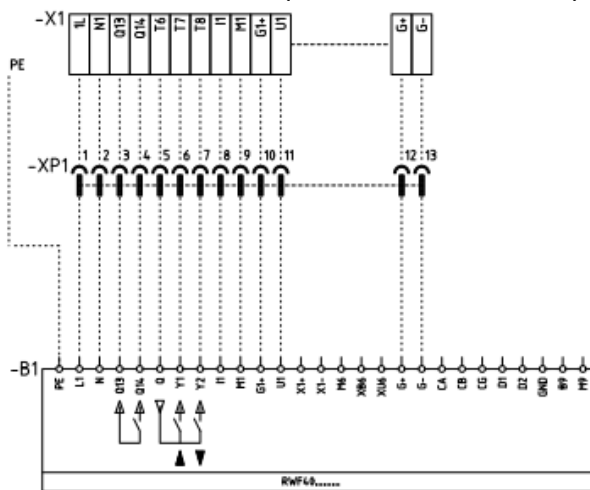 -X1 1L N1 Q13 Q14 T6 T7 T8 I1 M1 G1+ U1 G+ G-
PE
-XP1 1 2 3 4 5 6 7 8 9 10 11 12 13
-B1
PE L1 N Q13 Q14 Q Y1 Y2 I1 M1 G1+ U1 X1+ X1- M6 XB6 XU6 G+ G- CA CB CG D1 D2 GND B9 M9
RWF40......